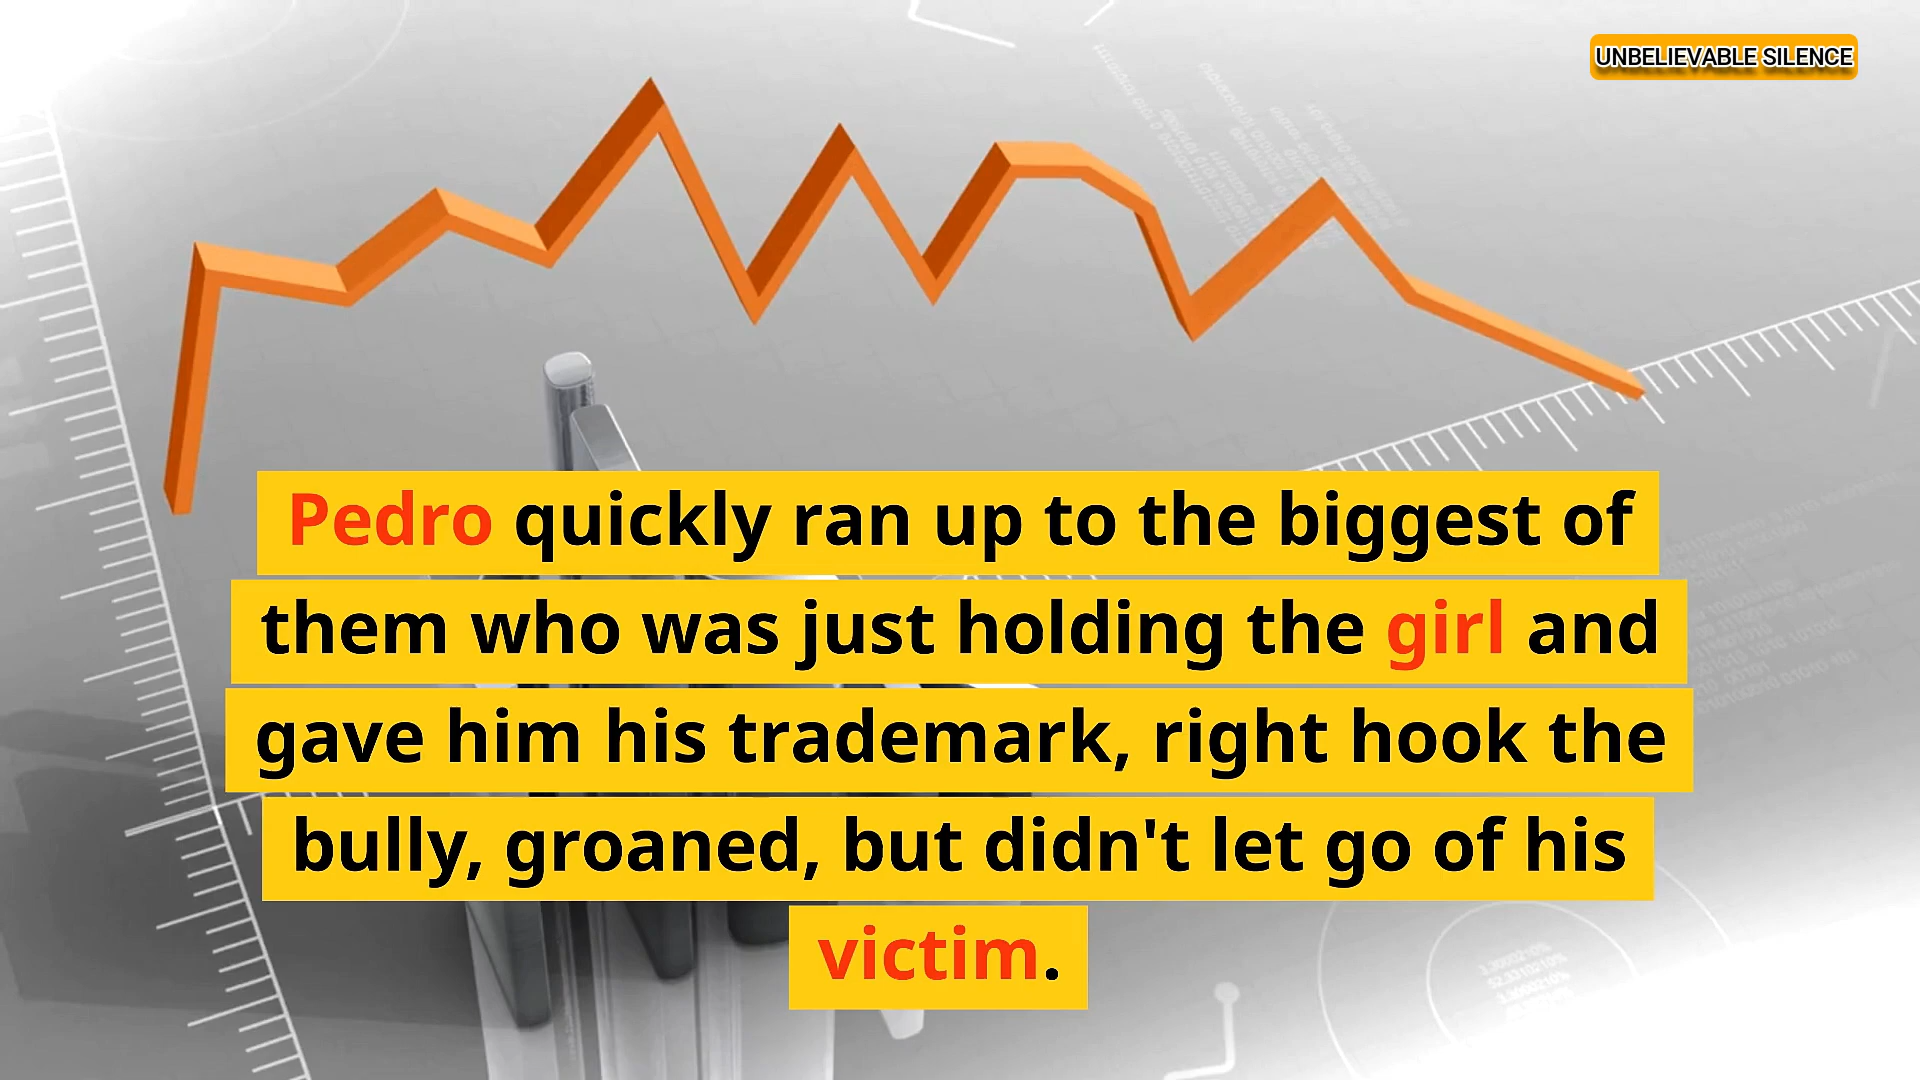 UNBELIEVABLE SILENCE
Pedro quickly ran up to the biggest of
them who was just holding the girl and
gave him his trademark, right hook the
bully, groaned, but didn't let go of his
victim.